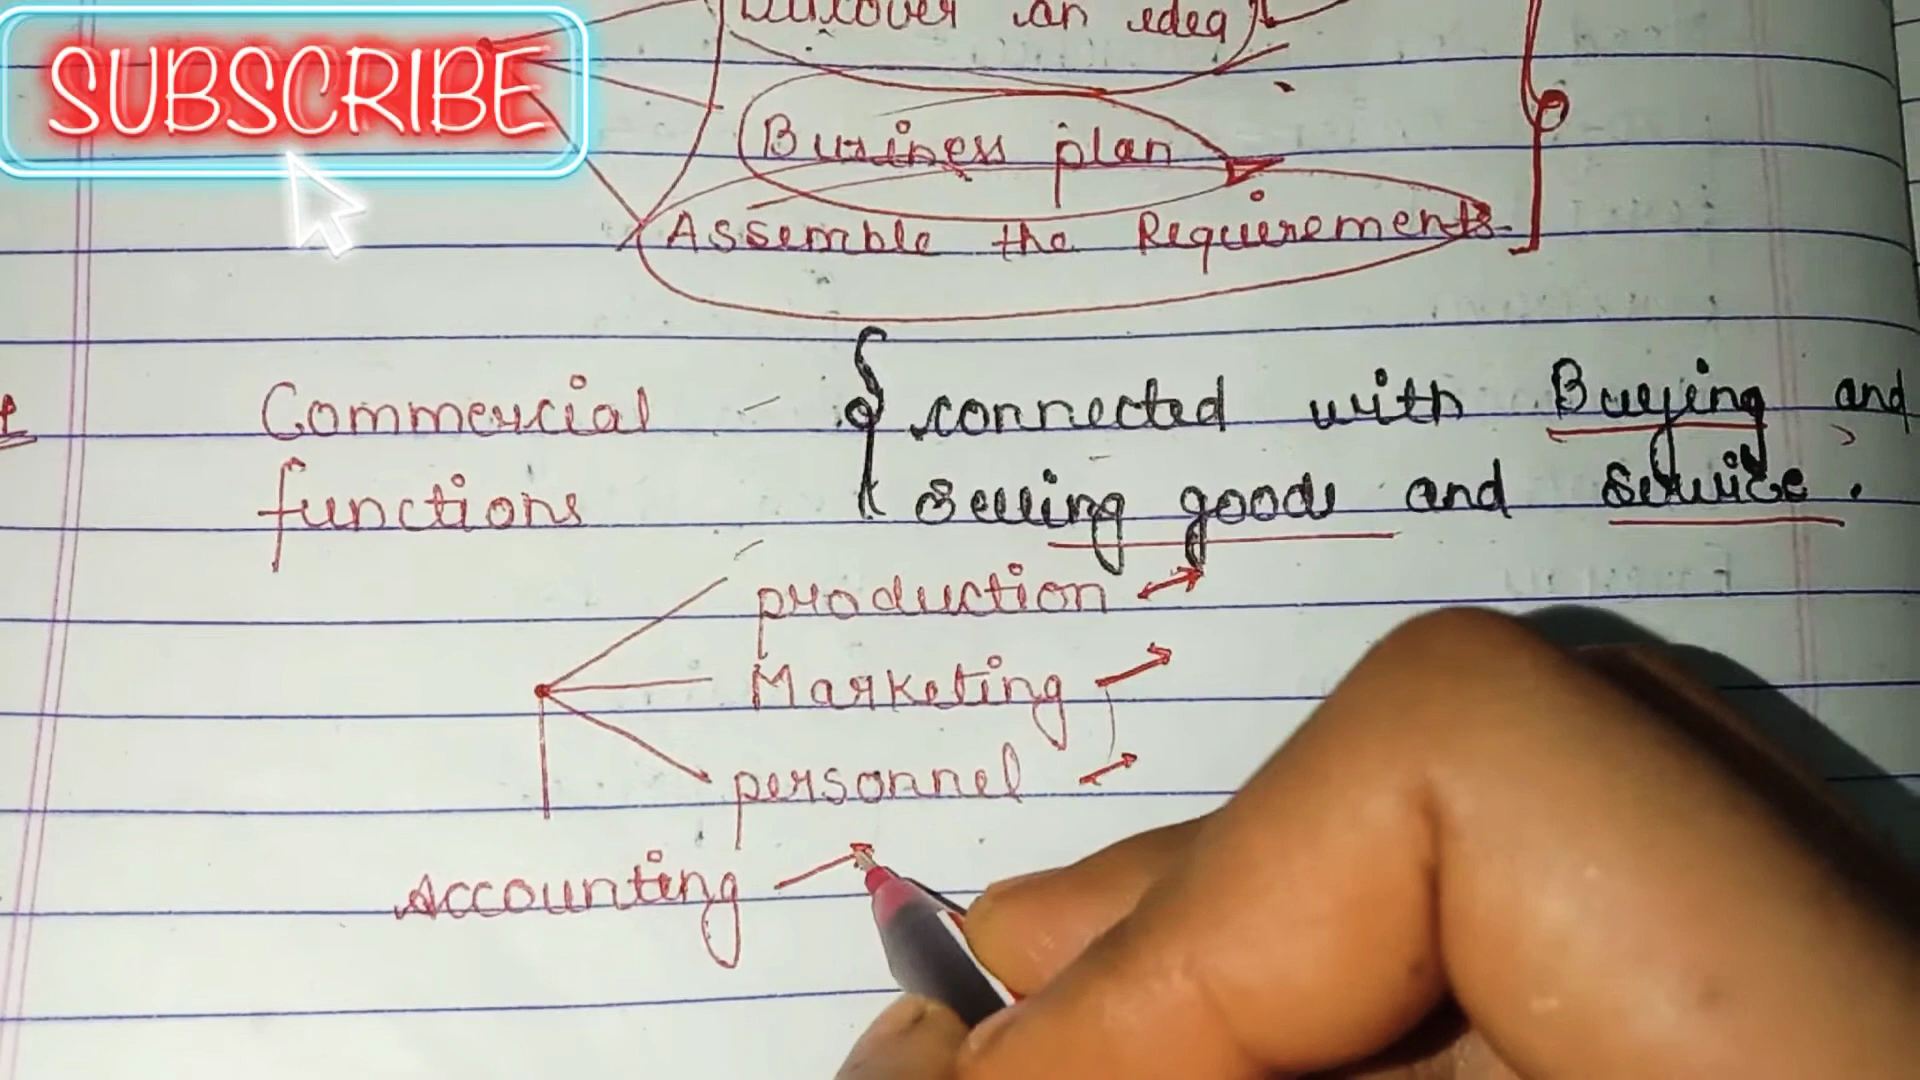 SUBSCRIBE
an idea
Business plan
Assemble the Requirements
Commercial - connected with Buying and
functions selling goods and service.
production
Marketing
personnel
Accounting